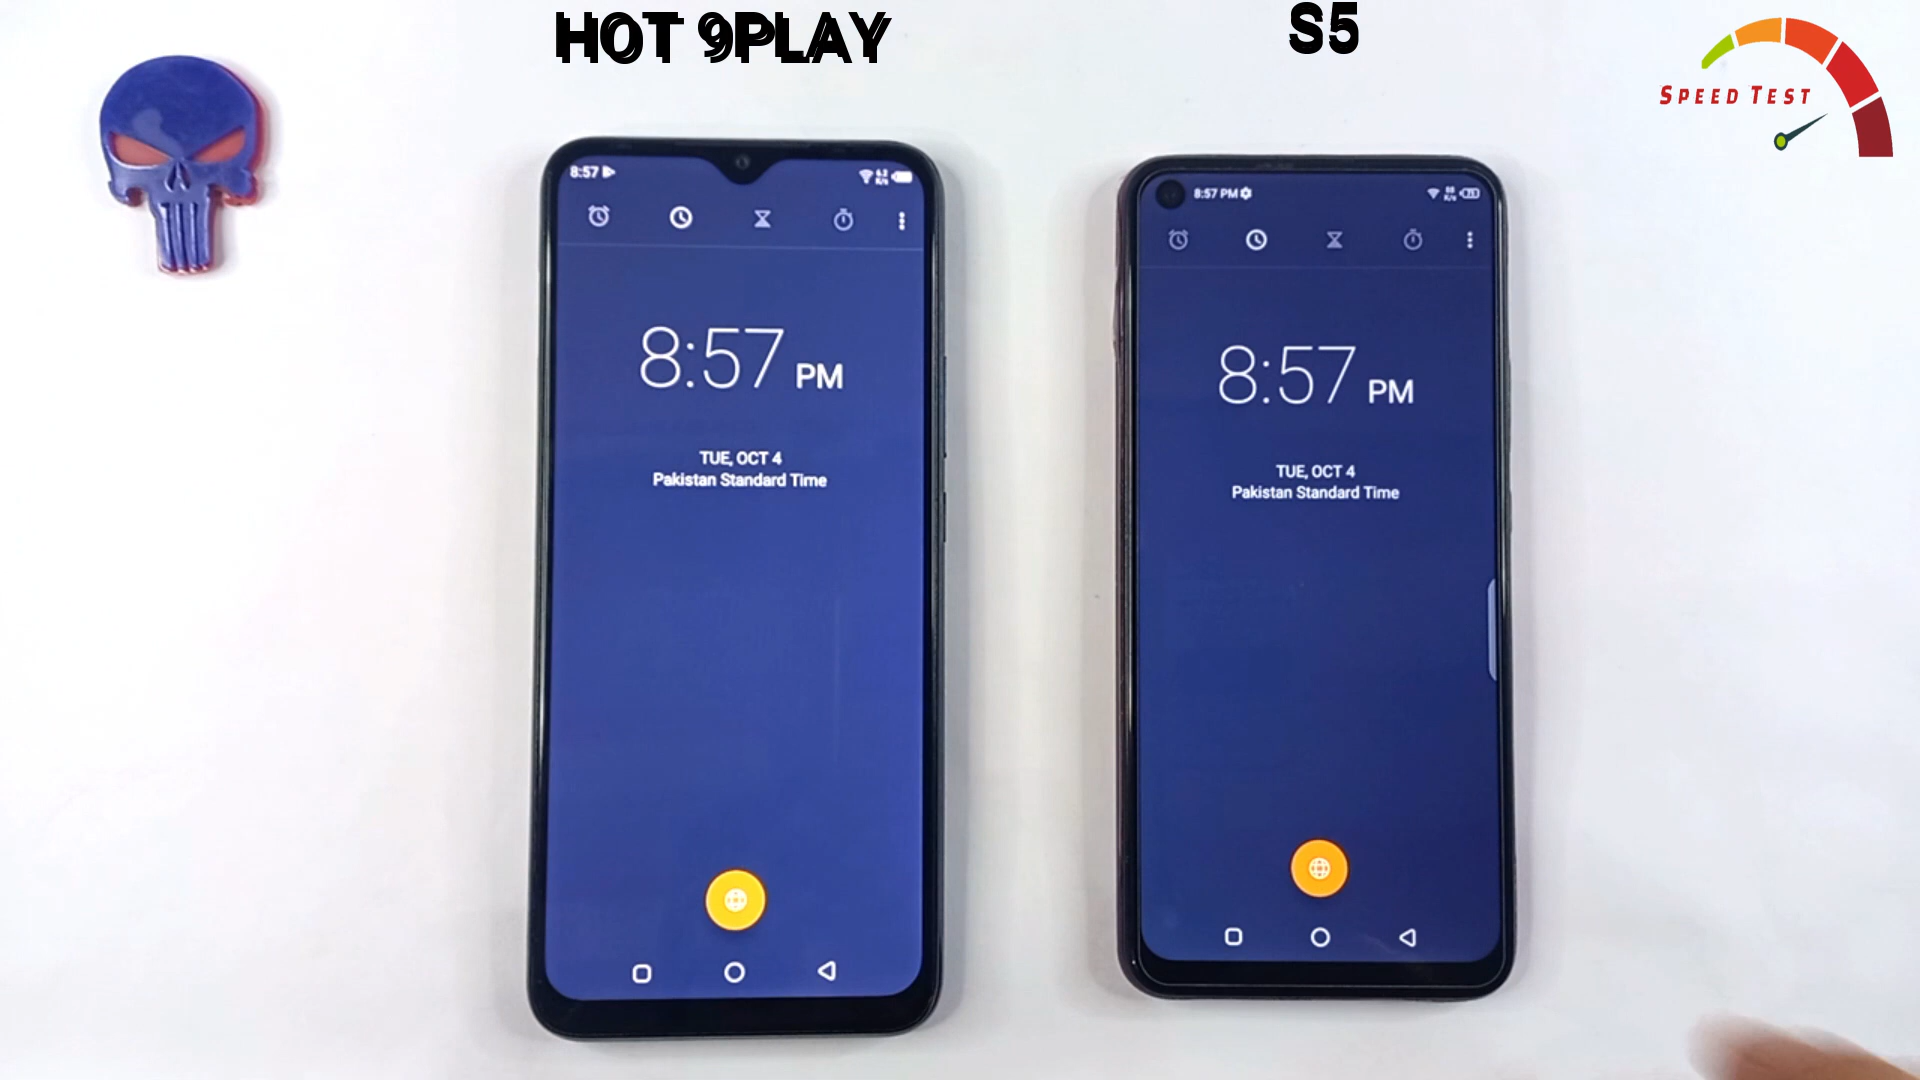 HOT 9PLAY
S5
SPEED TEST
8:57
8:57 PM
8:57 PM
TUE, OCT 4
Pakistan Standard Time
8:57 PM
TUE, OCT 4
Pakistan Standard Time